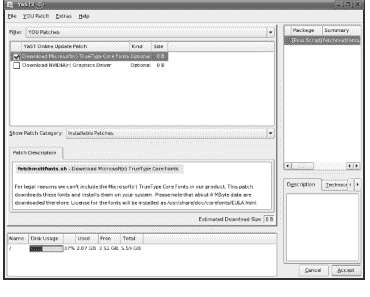 YaST2
File YOU Patch Extras Help
Filter: YOU Patches
YaST Online Update Patch Kind Size
Download Microsoft(r) TrueType Core Fonts Optional 0 B
Download NVIDIA(r) Graphics Driver Optional 0 B
Show Patch Category: Installable Patches
Patch Description
fetchmsttfonts.sh - Download Microsoft(r) TrueType Core Fonts
For legal reasons we can't include the Microsoft(r) TrueType Core Fonts in our product. This patch
downloads these fonts and installs them on your system. Please note that about 4 MByte data are
downloaded therefore. License for the fonts will be installed as /usr/share/doc/corefonts/EULA.html
Estimated Download Size: 0 B
Name Disk Usage Used Free Total
/ 37% 2.07 GB 3.51 GB 5.59 GB
Package Summary
[Pre Script] fetchmsttfonts
Description Technical
Cancel Accept